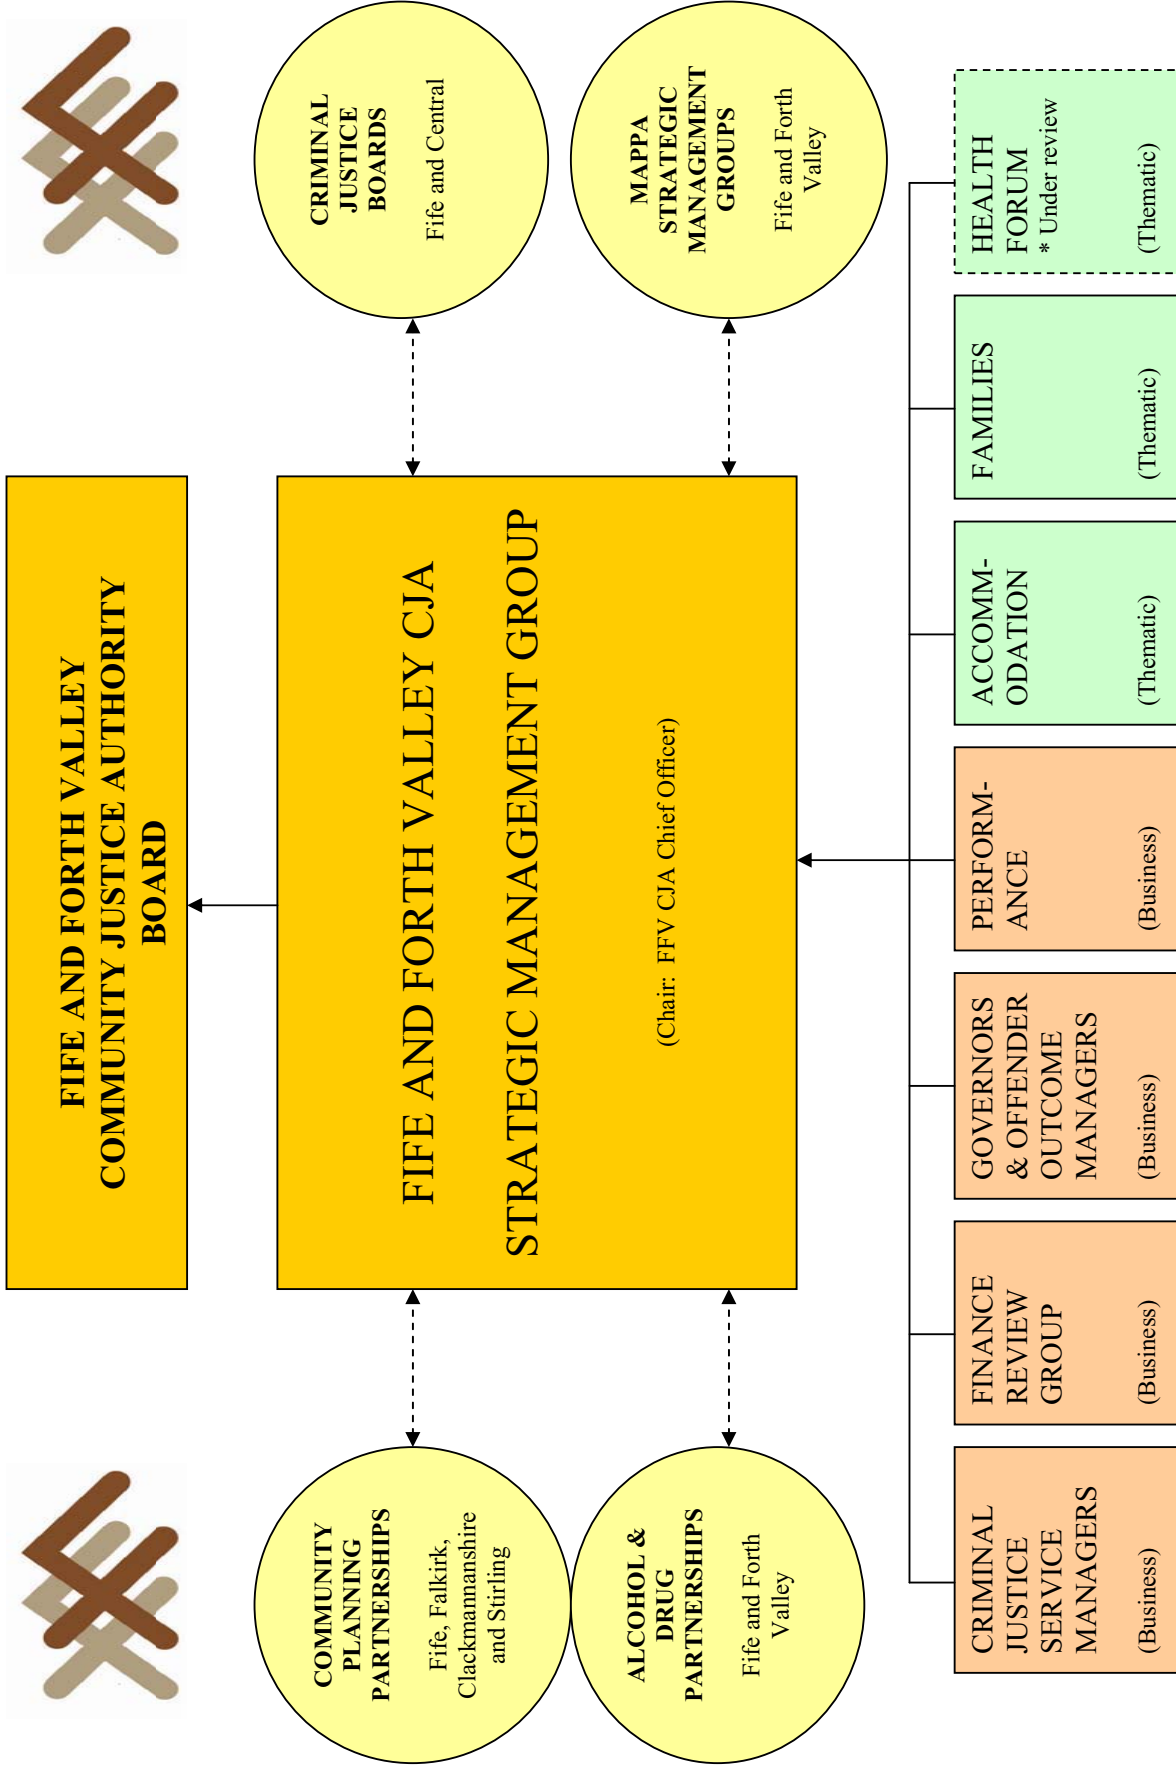 FIFE AND FORTH VALLEY
COMMUNITY JUSTICE AUTHORITY
BOARD
COMMUNITY
PLANNING
PARTNERSHIPS
Fife, Falkirk,
Clackmannanshire
and Stirling
ALCOHOL &
DRUG
PARTNERSHIPS
Fife and Forth
Valley
FIFE AND FORTH VALLEY CJA
STRATEGIC MANAGEMENT GROUP
(Chair: FFV CJA Chief Officer)
CRIMINAL
JUSTICE
BOARDS
Fife and Central
MAPPA
STRATEGIC
MANAGEMENT
GROUPS
Fife and Forth
Valley
CRIMINAL
JUSTICE
SERVICE
MANAGERS
(Business)
FINANCE
REVIEW
GROUP
(Business)
GOVERNORS
& OFFENDER
OUTCOME
MANAGERS
(Business)
PERFORM-
ANCE
(Business)
ACCOMM-
ODATION
(Thematic)
FAMILIES
(Thematic)
HEALTH
FORUM
* Under review
(Thematic)